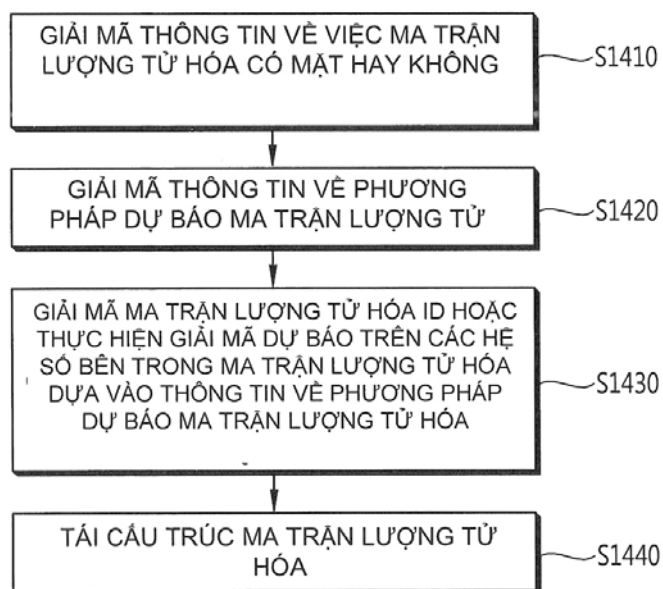 GIẢI MÃ THÔNG TIN VỀ VIỆC MA TRẬN
LƯỢNG TỬ HÓA CÓ MẶT HAY KHÔNG
S1410
GIẢI MÃ THÔNG TIN VỀ PHƯƠNG
PHÁP DỰ BÁO MA TRẬN LƯỢNG TỬ
S1420
GIẢI MÃ MA TRẬN LƯỢNG TỬ HÓA ID HOẶC
THỰC HIỆN GIẢI MÃ DỰ BÁO TRÊN CÁC HỆ
SỐ BÊN TRONG MA TRẬN LƯỢNG TỬ HÓA
DỰA VÀO THÔNG TIN VỀ PHƯƠNG PHÁP
DỰ BÁO MA TRẬN LƯỢNG TỬ HÓA
S1430
TÁI CẤU TRÚC MA TRẬN LƯỢNG TỬ
HÓA
S1440